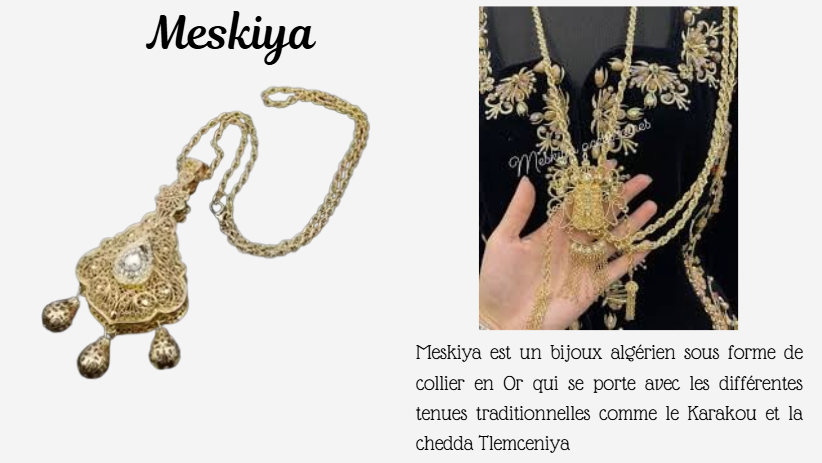 Meskiya
Meskiya
Meskiya est un bijoux algérien sous forme de
collier en Or qui se porte avec les différentes
tenues traditionnelles comme le Karakou et la
chedda Tlemceniya